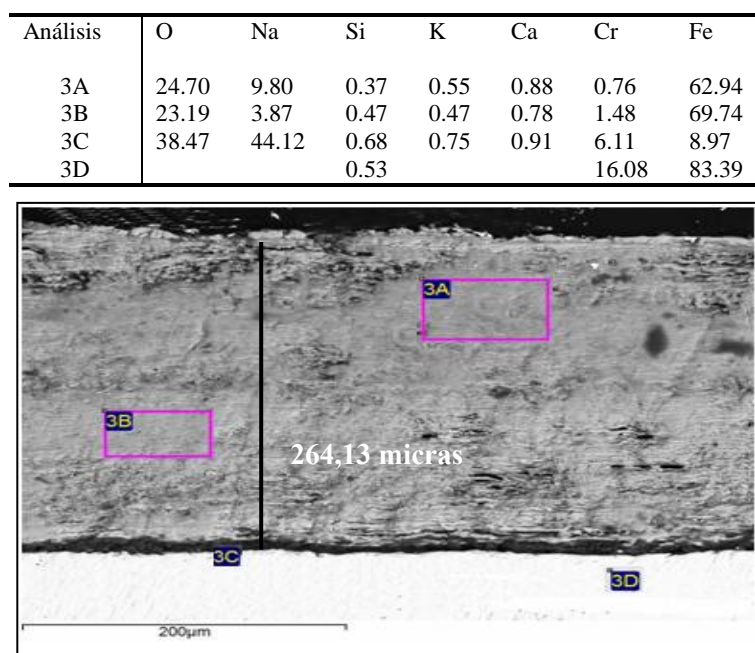 Análisis O Na Si K Ca Cr Fe
3A 24.70 9.80 0.37 0.55 0.88 0.76 62.94
3B 23.19 3.87 0.47 0.47 0.78 1.48 69.74
3C 38.47 44.12 0.68 0.75 0.91 6.11 8.97
3D 0.53 16.08 83.39
3A
3B
264,13 micras
3C
3D
200µm